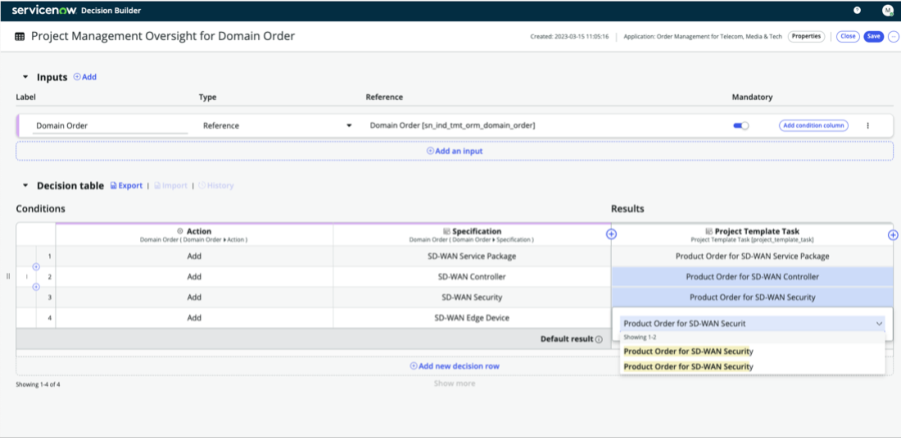 servicenow Decision Builder
M
Project Management Oversight for Domain Order
Created: 2023-03-15 11:05:16 | Application: Order Management for Telecom, Media & Tech
Properties
Close
Save
Inputs
Add
Label
Type
Reference
Mandatory
Domain Order
Reference
Domain Order [sn_ind_tmt_orm_domain_order]
Add condition column
Add an input
Decision table
Export | Import | History
Conditions
Results
Action
Domain Order ( Domain Order ▸ Action )
Specification
Domain Order ( Domain Order ▸ Specification )
Project Template Task
Project Template Task [project_template_task]
1 Add SD-WAN Service Package Product Order for SD-WAN Service Package
2 Add SD-WAN Controller Product Order for SD-WAN Controller
3 Add SD-WAN Security Product Order for SD-WAN Security
4 Add SD-WAN Edge Device
Product Order for SD-WAN Securit
Showing 1-2
Product Order for SD-WAN Security
Product Order for SD-WAN Security
Default result
Add new decision row
Showing 1-4 of 4
Show more